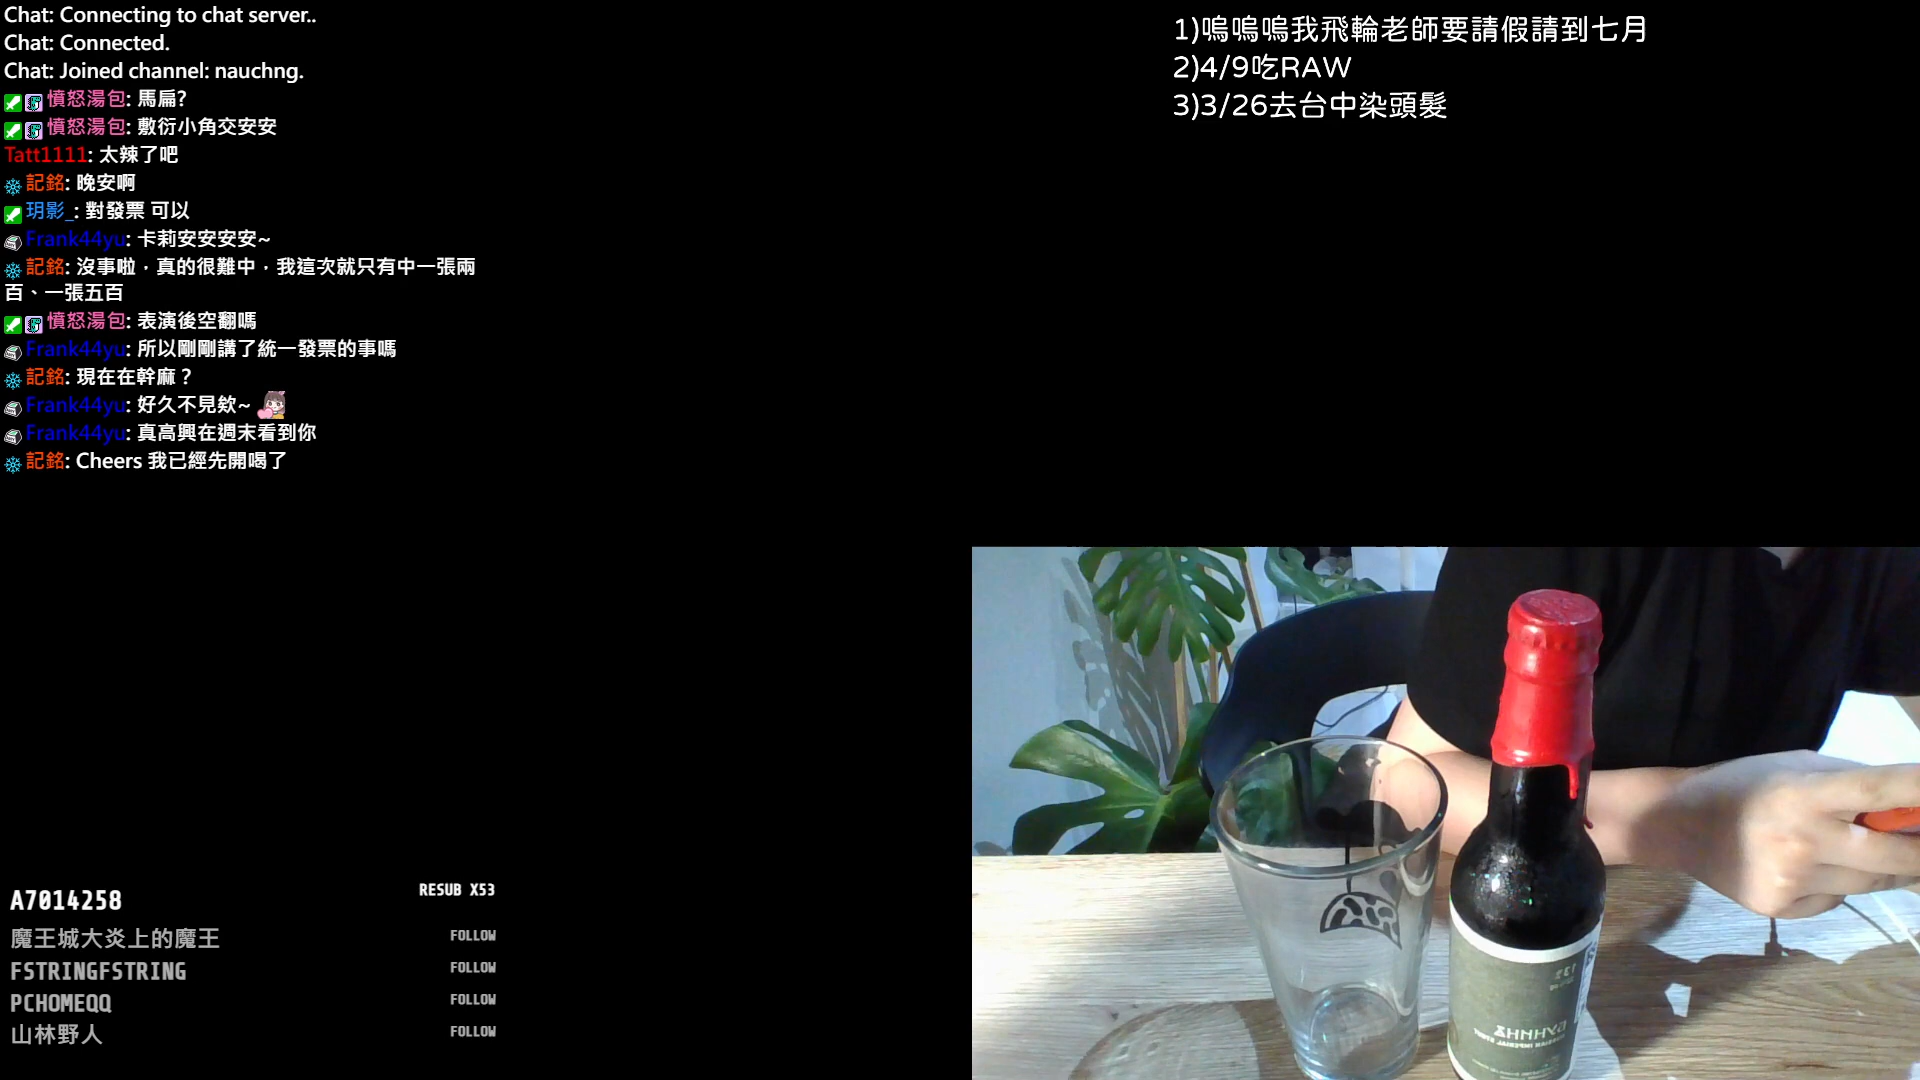 Chat: Connecting to chat server..
Chat: Connected.
Chat: Joined channel: nauchng.
憤怒湯包: 馬扁?
憤怒湯包: 敷衍小角交安安
Tatt1111: 太辣了吧
記銘: 晚安啊
玥影_: 對發票 可以
Frank44yu: 卡莉安安安安~
記銘: 沒事啦，真的很難中，我這次就只有中一張兩
百、一張五百
憤怒湯包: 表演後空翻嗎
Frank44yu: 所以剛剛講了統一發票的事嗎
記銘: 現在在幹麻？
Frank44yu: 好久不見欸~
Frank44yu: 真高興在週末看到你
記銘: Cheers 我已經先開喝了
1)嗚嗚嗚我飛輪老師要請假請到七月
2)4/9吃RAW
3)3/26去台中染頭髮
A7014258 RESUB X53
魔王城大炎上的魔王 FOLLOW
FSTRINGFSTRING FOLLOW
PCHOMEQQ FOLLOW
山林野人 FOLLOW